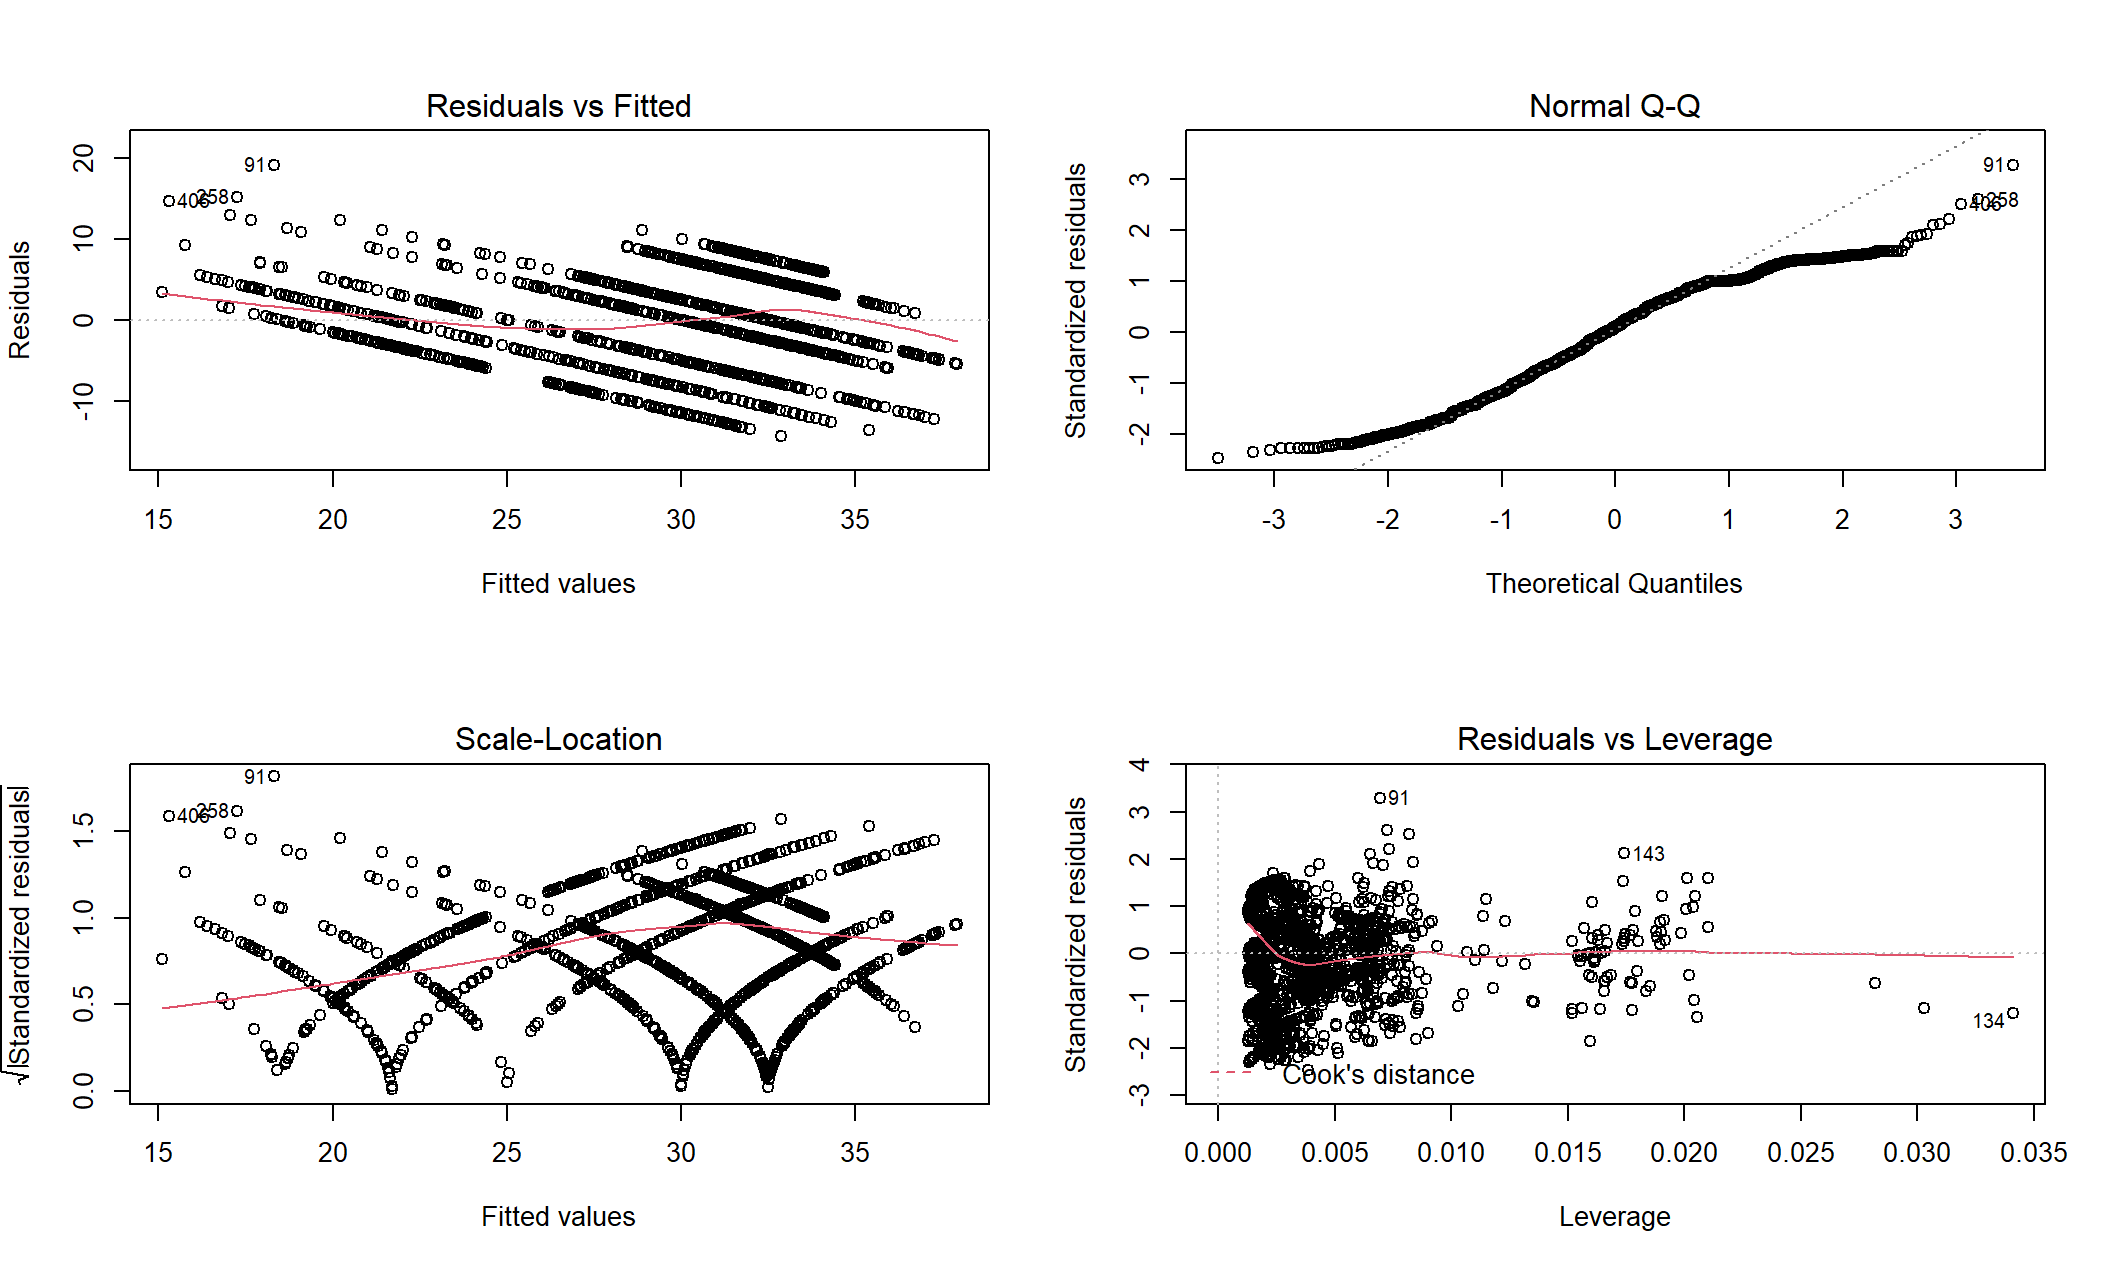 Residuals vs Fitted
Residuals
20
10
0
-10
91
406
258
15 20 25 30 35
Fitted values
Normal Q-Q
Standardized residuals
3
2
1
0
-1
-2
91
406
258
-3 -2 -1 0 1 2 3
Theoretical Quantiles
Scale-Location
√|Standardized residuals|
1.5
1.0
0.5
0.0
91
406
258
15 20 25 30 35
Fitted values
Residuals vs Leverage
Standardized residuals
4
3
2
1
0
-1
-2
-3
91
143
134
Cook's distance
0.000 0.005 0.010 0.015 0.020 0.025 0.030 0.035
Leverage